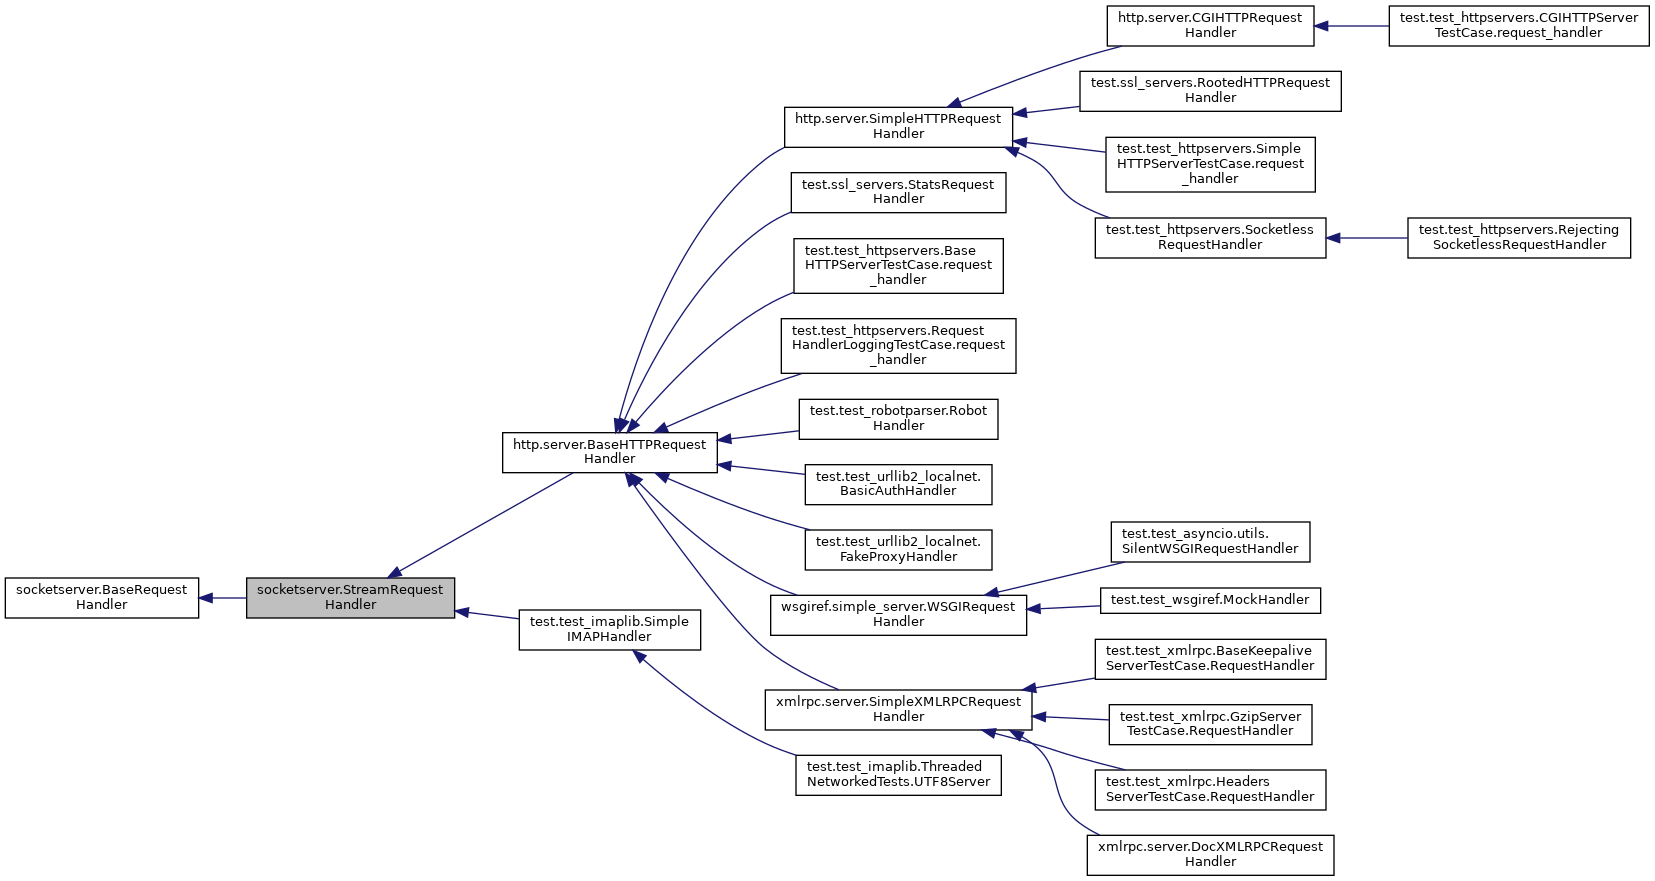 http.server.CGIHTTPRequest
Handler
test.test_httpservers.CGIHTTPServer
TestCase.request_handler
test.ssl_servers.RootedHTTPRequest
Handler
http.server.SimpleHTTPRequest
Handler
test.test_httpservers.Simple
HTTPServerTestCase.request
_handler
test.ssl_servers.StatsRequest
Handler
test.test_httpservers.Socketless
RequestHandler
test.test_httpservers.Rejecting
SocketlessRequestHandler
test.test_httpservers.Base
HTTPServerTestCase.request
_handler
test.test_httpservers.Request
HandlerLoggingTestCase.request
_handler
test.test_robotparser.Robot
Handler
http.server.BaseHTTPRequest
Handler
test.test_urllib2_localnet.
BasicAuthHandler
test.test_urllib2_localnet.
FakeProxyHandler
test.test_asyncio.utils.
SilentWSGIRequestHandler
socketserver.BaseRequest
Handler
socketserver.StreamRequest
Handler
wsgiref.simple_server.WSGIRequest
Handler
test.test_wsgiref.MockHandler
test.test_imaplib.Simple
IMAPHandler
test.test_xmlrpc.BaseKeepalive
ServerTestCase.RequestHandler
xmlrpc.server.SimpleXMLRPCRequest
Handler
test.test_xmlrpc.GzipServer
TestCase.RequestHandler
test.test_imaplib.Threaded
NetworkedTests.UTF8Server
test.test_xmlrpc.Headers
ServerTestCase.RequestHandler
xmlrpc.server.DocXMLRPCRequest
Handler